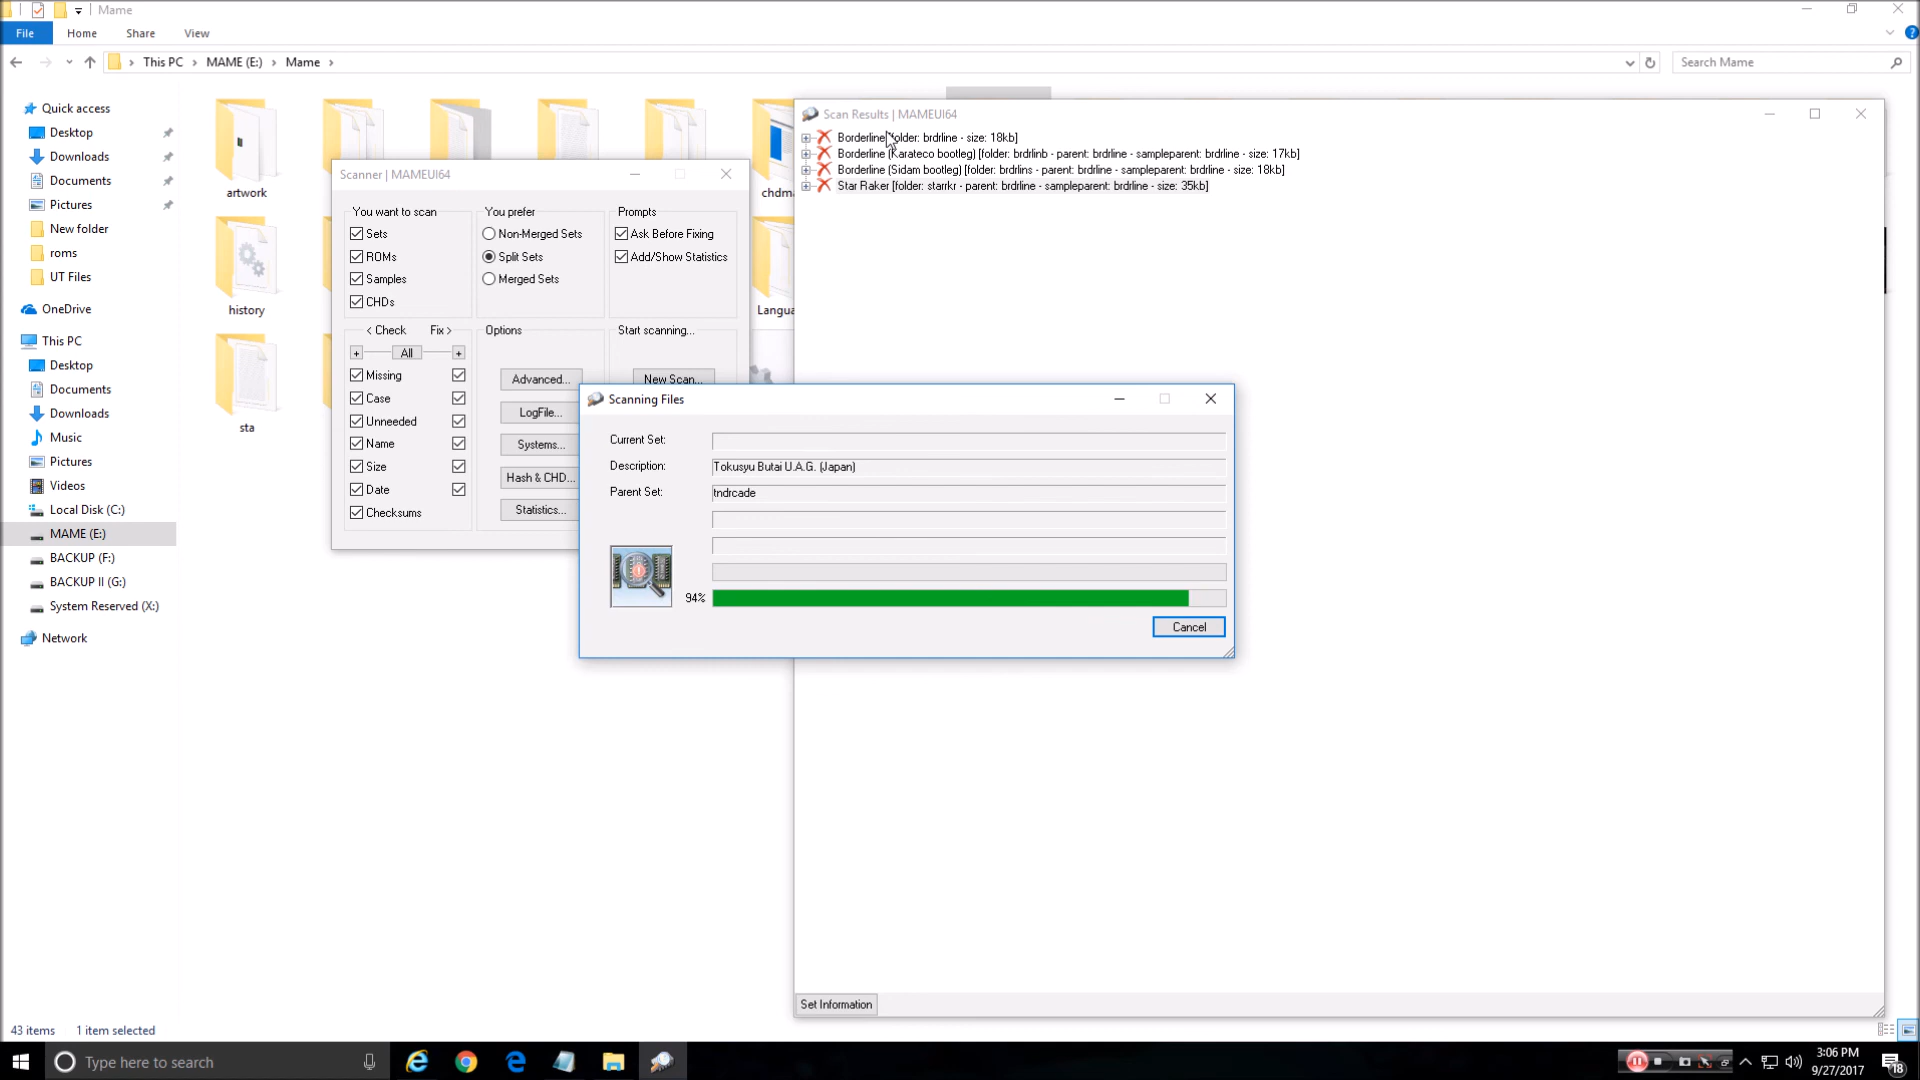 Mame
File
Home
Share
View
This PC
MAME (E:)
Mame
Search Mame
Quick access
Desktop
Downloads
Documents
Pictures
New folder
roms
UT Files
OneDrive
This PC
Desktop
Documents
Downloads
Music
Pictures
Videos
Local Disk (C:)
MAME (E:)
BACKUP (F:)
BACKUP II (G:)
System Reserved (X:)
Network
artwork
chdm
history
Langua
sta
Scanner | MAMEUI64
You want to scan
Sets
ROMs
Samples
CHDs
You prefer
Non-Merged Sets
Split Sets
Merged Sets
Prompts
Ask Before Fixing
Add/Show Statistics
< Check
Fix >
+
All
+
Missing
Case
Unneeded
Name
Size
Date
Checksums
Options
Advanced...
LogFile...
Systems...
Hash & CHD...
Statistics...
Start scanning...
New Scan...
Scan Results | MAMEUI64
Borderline [folder: brdrline - size: 18kb]
Borderline (Karateco bootleg) [folder: brdrlinb - parent: brdrline - sampleparent: brdrline - size: 17kb]
Borderline (Sidam bootleg) [folder: brdrlins - parent: brdrline - sampleparent: brdrline - size: 18kb]
Star Raker [folder: starrkr - parent: brdrline - sampleparent: brdrline - size: 35kb]
Scanning Files
Current Set:
Description:
Tokusyu Butai U.A.G. (Japan)
Parent Set:
tndrcade
94%
Cancel
Set Information
43 items
1 item selected
Type here to search
3:06 PM
9/27/2017
18